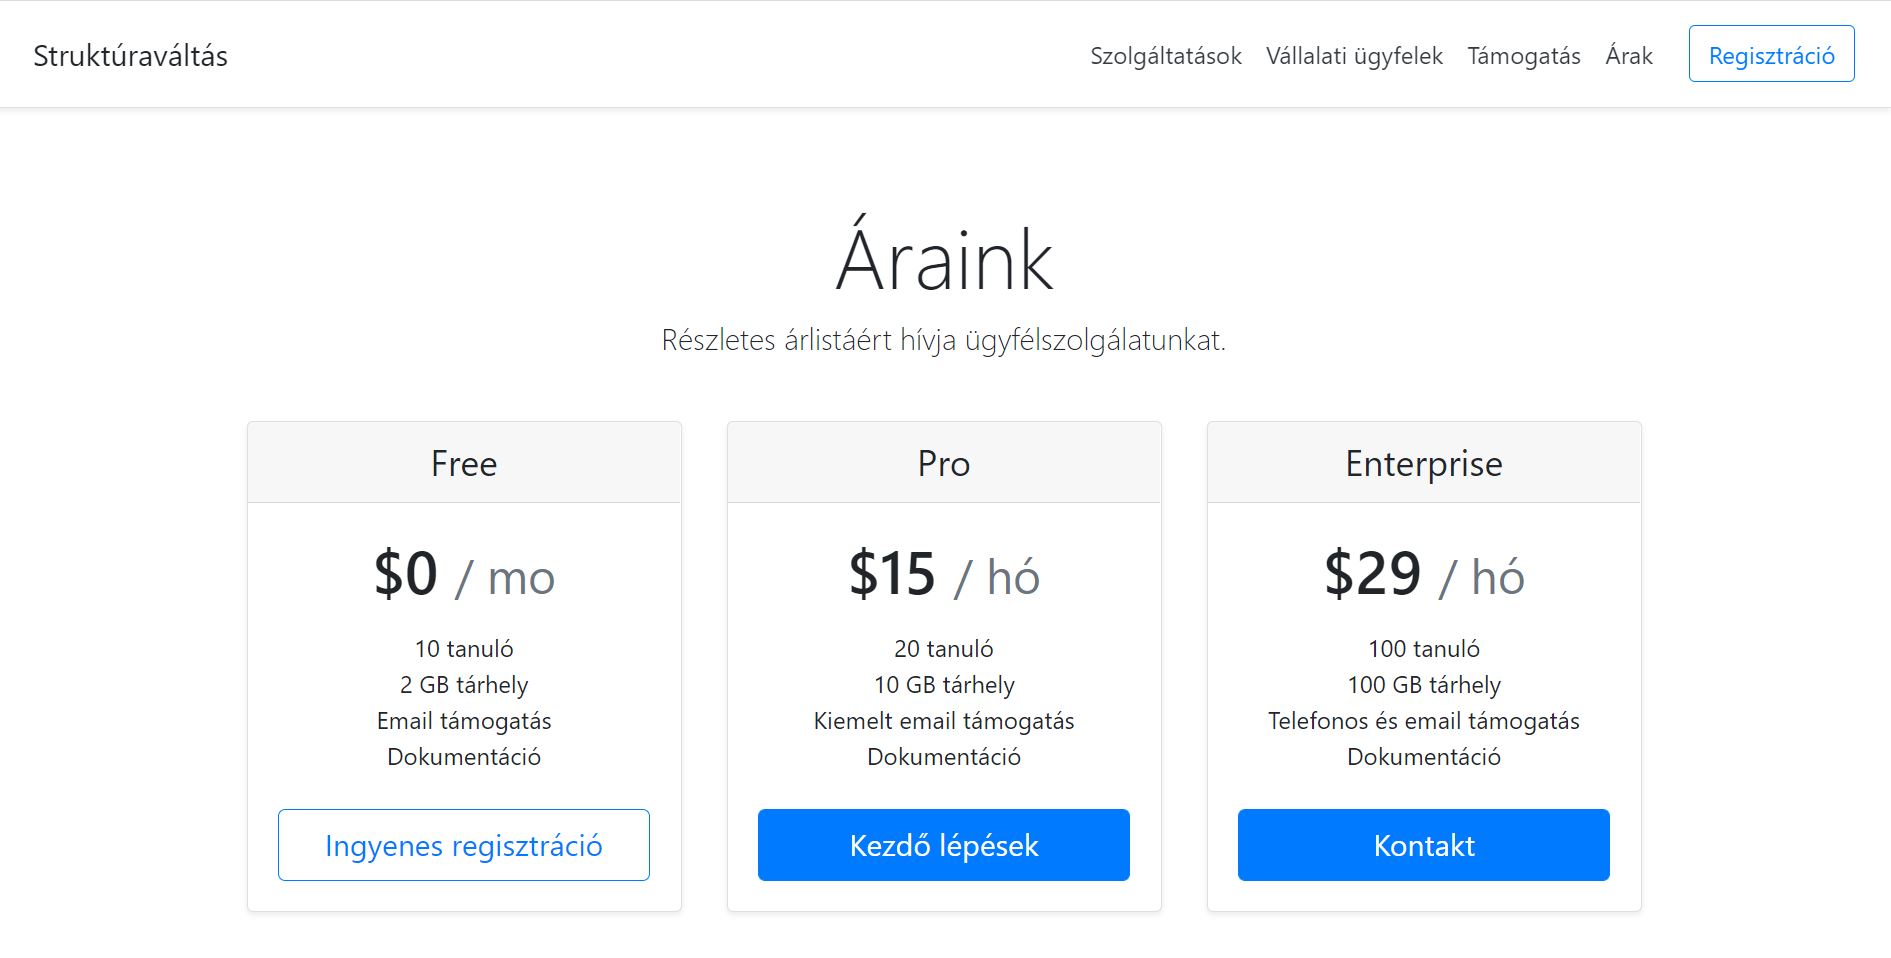 Struktúraváltás
Szolgáltatások Vállalati ügyfelek Támogatás Árak Regisztráció
Áraink
Részletes árlistáért hívja ügyfélszolgálatunkat.
Free
$0 / mo
10 tanuló
2 GB tárhely
Email támogatás
Dokumentáció
Ingyenes regisztráció
Pro
$15 / hó
20 tanuló
10 GB tárhely
Kiemelt email támogatás
Dokumentáció
Kezdő lépések
Enterprise
$29 / hó
100 tanuló
100 GB tárhely
Telefonos és email támogatás
Dokumentáció
Kontakt